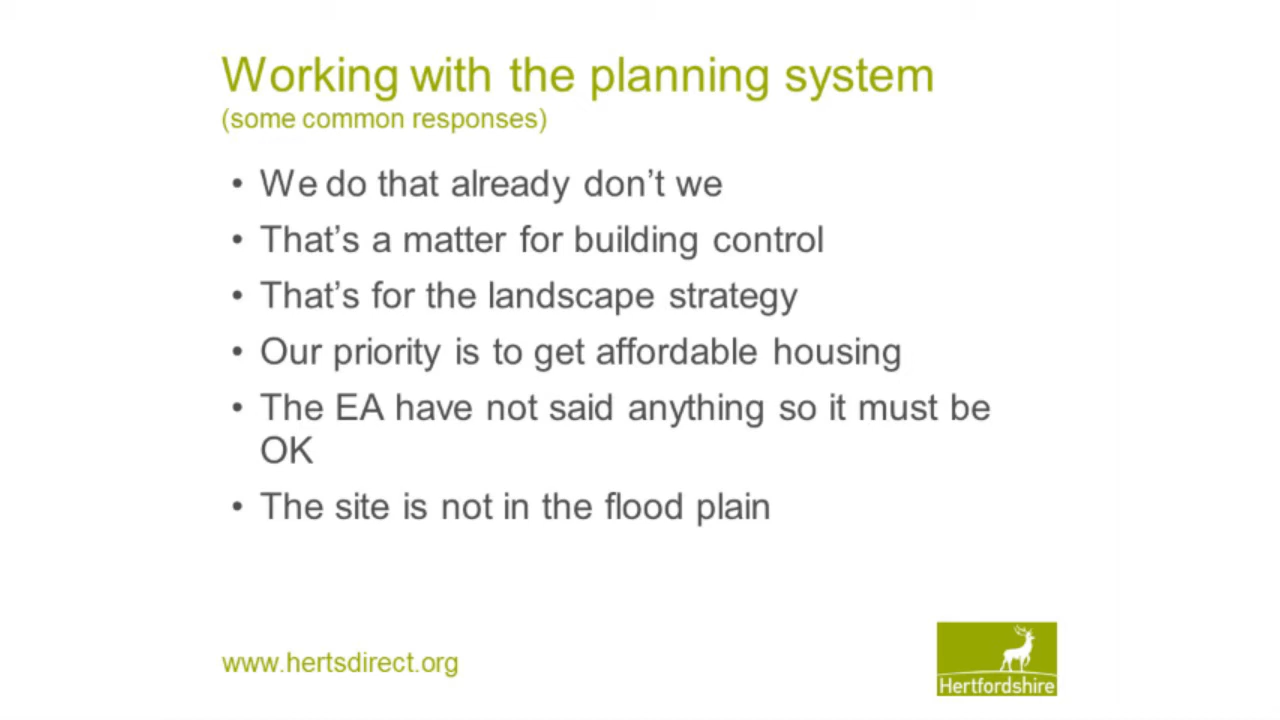 Working with the planning system
(some common responses)
• We do that already don’t we
• That’s a matter for building control
• That’s for the landscape strategy
• Our priority is to get affordable housing
• The EA have not said anything so it must be
OK
• The site is not in the flood plain
www.hertsdirect.org
Hertfordshire